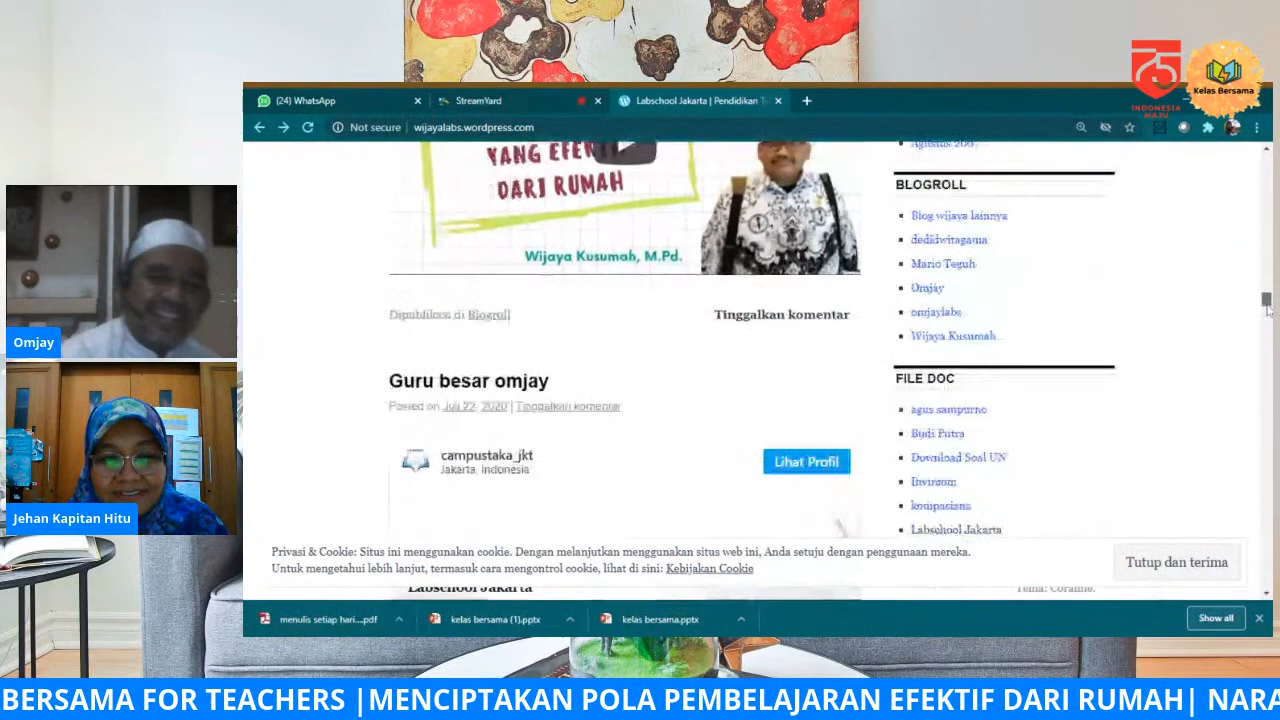 75
INDONESIA
MAJU
Kelas Bersama
(24) WhatsApp
StreamYard
Labschool Jakarta | Pendidikan
Not secure | wijayalabs.wordpress.com
YANG EFEKTIF
DARI RUMAH
Wijaya Kusumah, M.Pd.
Dipublikasi di Blogroll
Tinggalkan komentar
Guru besar omjay
Posted on Juli 22, 2020 | Tinggalkan komentar
campustaka_jkt
Jakarta, Indonesia
Lihat Profil
BLOGROLL
Blog wijaya lainnya
dedidwitagama
Mario Teguh
Omjay
omjaylabs
Wijaya Kusumah
FILE DOC
agus sampurno
Budi Putra
Download Soal UN
Invirzom
kompasiana
Labschool Jakarta
Privasi & Cookie: Situs ini menggunakan cookie. Dengan melanjutkan menggunakan situs web ini, Anda setuju dengan penggunaan mereka.
Untuk mengetahui lebih lanjut, termasuk cara mengontrol cookie, lihat di sini: Kebijakan Cookie
Tutup dan terima
Labschool Jakarta
Tema: Coraline.
menulis setiap hari....pdf
kelas bersama (1).pptx
kelas bersama.pptx
Show all
Omjay
Jehan Kapitan Hitu
BERSAMA FOR TEACHERS |MENCIPTAKAN POLA PEMBELAJARAN EFEKTIF DARI RUMAH| NARA